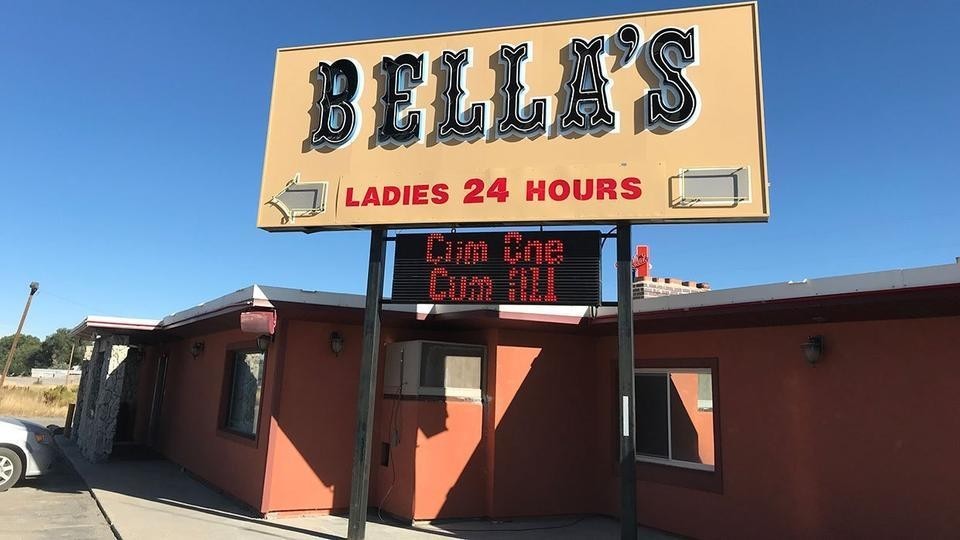 BELLA'S
LADIES 24 HOURS
Cum One
Cum All